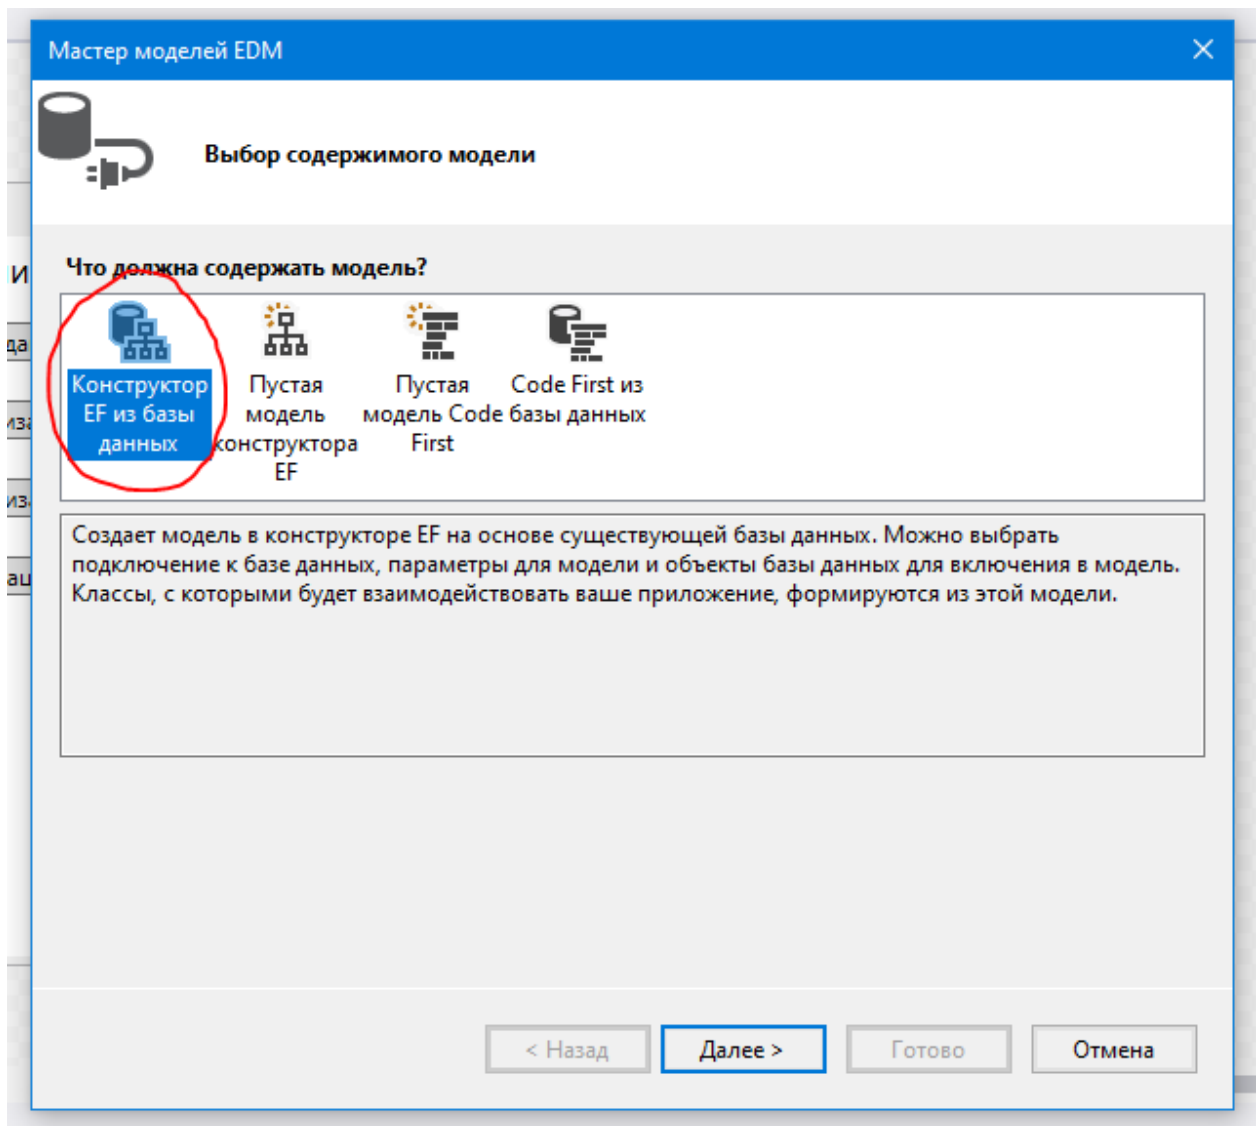 Мастер моделей EDM
Выбор содержимого модели
Что должна содержать модель?
Конструктор EF из базы данных
Пустая модель конструктора EF
Пустая модель Code First
Code First из базы данных
Создает модель в конструкторе EF на основе существующей базы данных. Можно выбрать
подключение к базе данных, параметры для модели и объекты базы данных для включения в модель.
Классы, с которыми будет взаимодействовать ваше приложение, формируются из этой модели.
< Назад
Далее >
Готово
Отмена